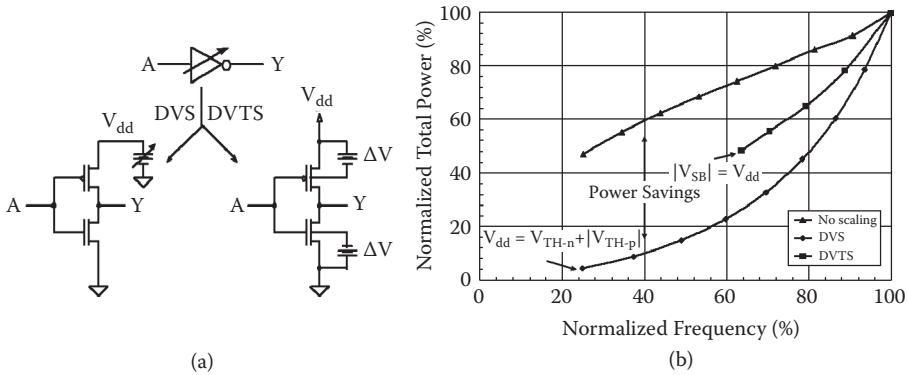 A
Y
DVS
DVTS
V_dd
A
Y
V_dd
ΔV
A
Y
ΔV
(a)
Normalized Total Power (%)
100
80
60
40
20
0
|V_SB| = V_dd
Power Savings
V_dd = V_TH-n+|V_TH-p|
No scaling
DVS
DVTS
0
20
40
60
80
100
Normalized Frequency (%)
(b)